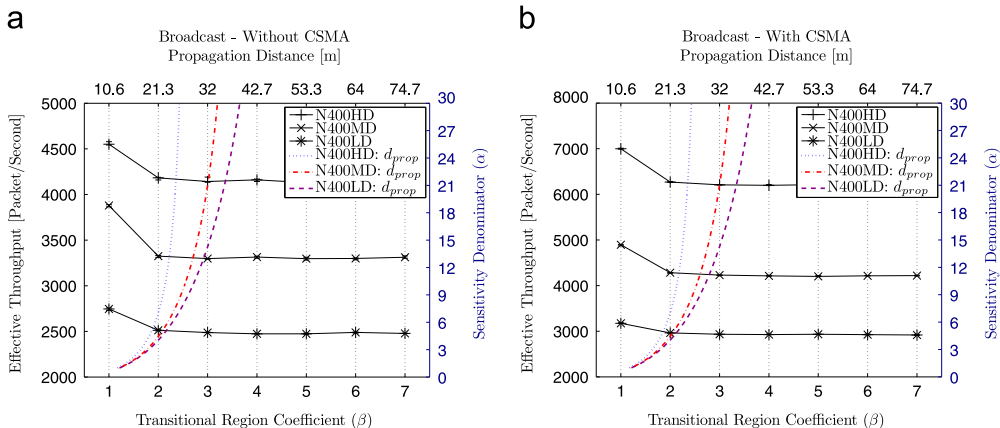 a
Broadcast - Without CSMA
Propagation Distance [m]
10.6 21.3 32 42.7 53.3 64 74.7
5000
4500
4000
3500
3000
2500
2000
30
27
24
21
18
15
12
9
6
3
0
N400HD
N400MD
N400LD
N400HD: d_prop
N400MD: d_prop
N400LD: d_prop
Effective Throughput [Packet/Second]
Sensitivity Denominator (α)
1 2 3 4 5 6 7
Transitional Region Coefficient (β)
b
Broadcast - With CSMA
Propagation Distance [m]
10.6 21.3 32 42.7 53.3 64 74.7
8000
7000
6000
5000
4000
3000
2000
30
27
24
21
18
15
12
9
6
3
0
N400HD
N400MD
N400LD
N400HD: d_prop
N400MD: d_prop
N400LD: d_prop
Effective Throughput [Packet/Second]
Sensitivity Denominator (α)
1 2 3 4 5 6 7
Transitional Region Coefficient (β)